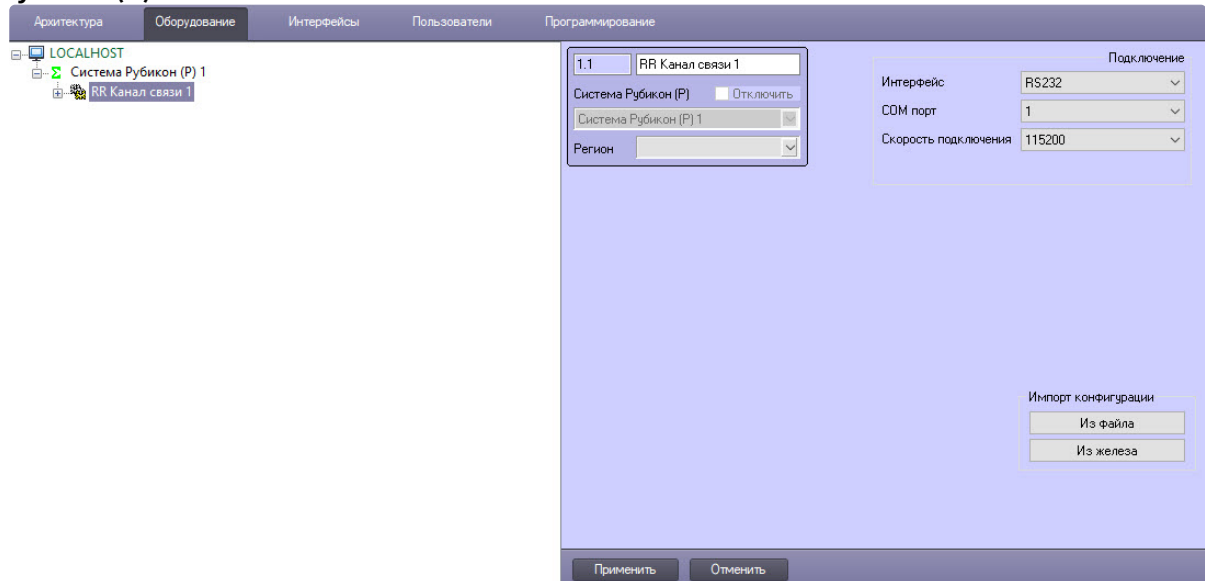 Архитектура Оборудование Интерфейсы Пользователи Программирование
LOCALHOST
Система Рубикон (Р) 1
RR Канал связи 1
1.1 RR Канал связи 1
Система Рубикон (Р) Отключить
Система Рубикон (Р) 1
Регион
Подключение
Интерфейс RS232
COM порт 1
Скорость подключения 115200
Импорт конфигурации
Из файла
Из железа
Применить Отменить